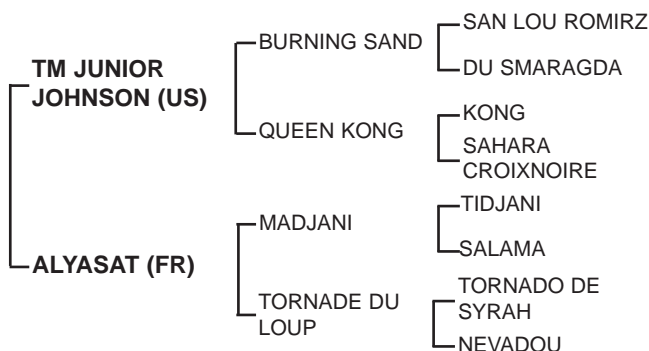 TM JUNIOR
JOHNSON (US)
BURNING SAND
SAN LOU ROMIRZ
DU SMARAGDA
QUEEN KONG
KONG
SAHARA
CROIXNOIRE
ALYASAT (FR)
MADJANI
TIDJANI
SALAMA
TORNADE DU
LOUP
TORNADO DE
SYRAH
NEVADOU